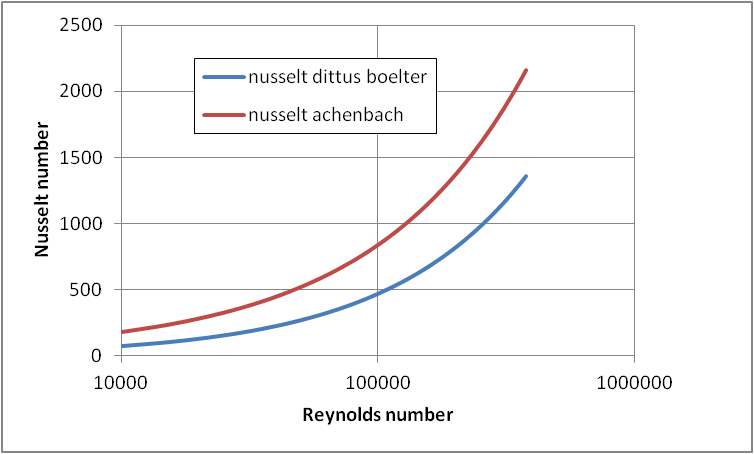 2500
2000
1500
1000
500
0
Nusselt number
nusselt dittus boelter
nusselt achenbach
10000 100000 1000000
Reynolds number